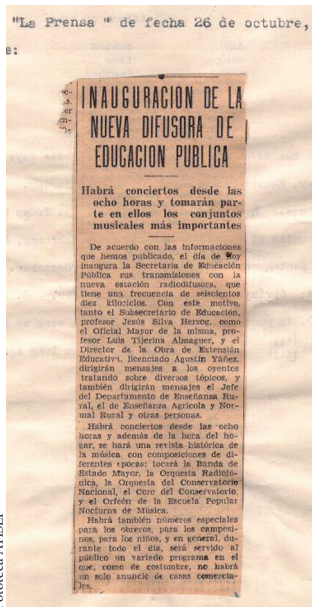 "La Prensa " de fecha 26 de octubre,
e:
INAUGURACION DE LA
NUEVA DIFUSORA DE
EDUCACION PUBLICA
Habrá conciertos desde las
ocho horas y tomarán par-
te en ellos los conjuntos
musicales más importantes
De acuerdo con las informaciones
que hemos publicado, el día de hoy
inaugura la Secretaría de Educación
Pública sus transmisiones con la
nueva estación radiodifusora, que
tiene una frecuencia de seiscientos
diez kilociclos. Con este motivo,
tanto el Subsecretario de Educación,
profesor Jesús Silva Herzog, como
el Oficial Mayor de la misma, pro-
fesor Luis Tijerina Almaguer, y el
Director de la Obra de Extensión
Educativa, licenciado Agustín Yáñez,
dirigirán mensajes a los oyentes
tratando sobre diversos tópicos, y
también dirigirán mensajes el Jefe
del Departamento de Enseñanza Ru-
ral, el de Enseñanza Agrícola y Nor-
mal Rural y otras personas.
Habrá conciertos desde las ocho
horas y además de la hora del ho-
gar, se hará una revista histórica de
la música con composiciones de di-
ferentes épocas; tocará la Banda de
Estado Mayor, la Orquesta Radiofó-
nica, la Orquesta del Conservatorio
Nacional, el Coro del Conservatorio
y el Orfeón de la Escuela Popular
Nocturna de Música.
Habrá también números especiales
para los obreros, para los campesi-
nos, para los niños, y en general, du-
rante todo el día, será servido al
público un variado programa en el
que, como de costumbre, no habrá
un solo anuncio de casas comercia-
les.